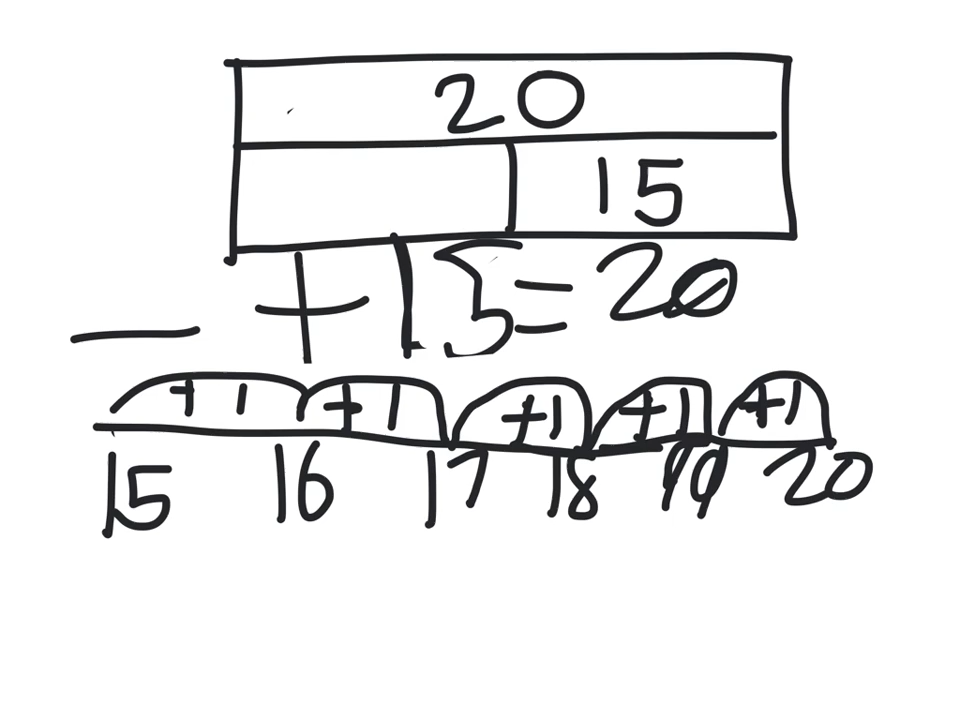 20
15
_ + 15 = 20
+1 +1 +1 +1 +1
15 16 17 18 19 20